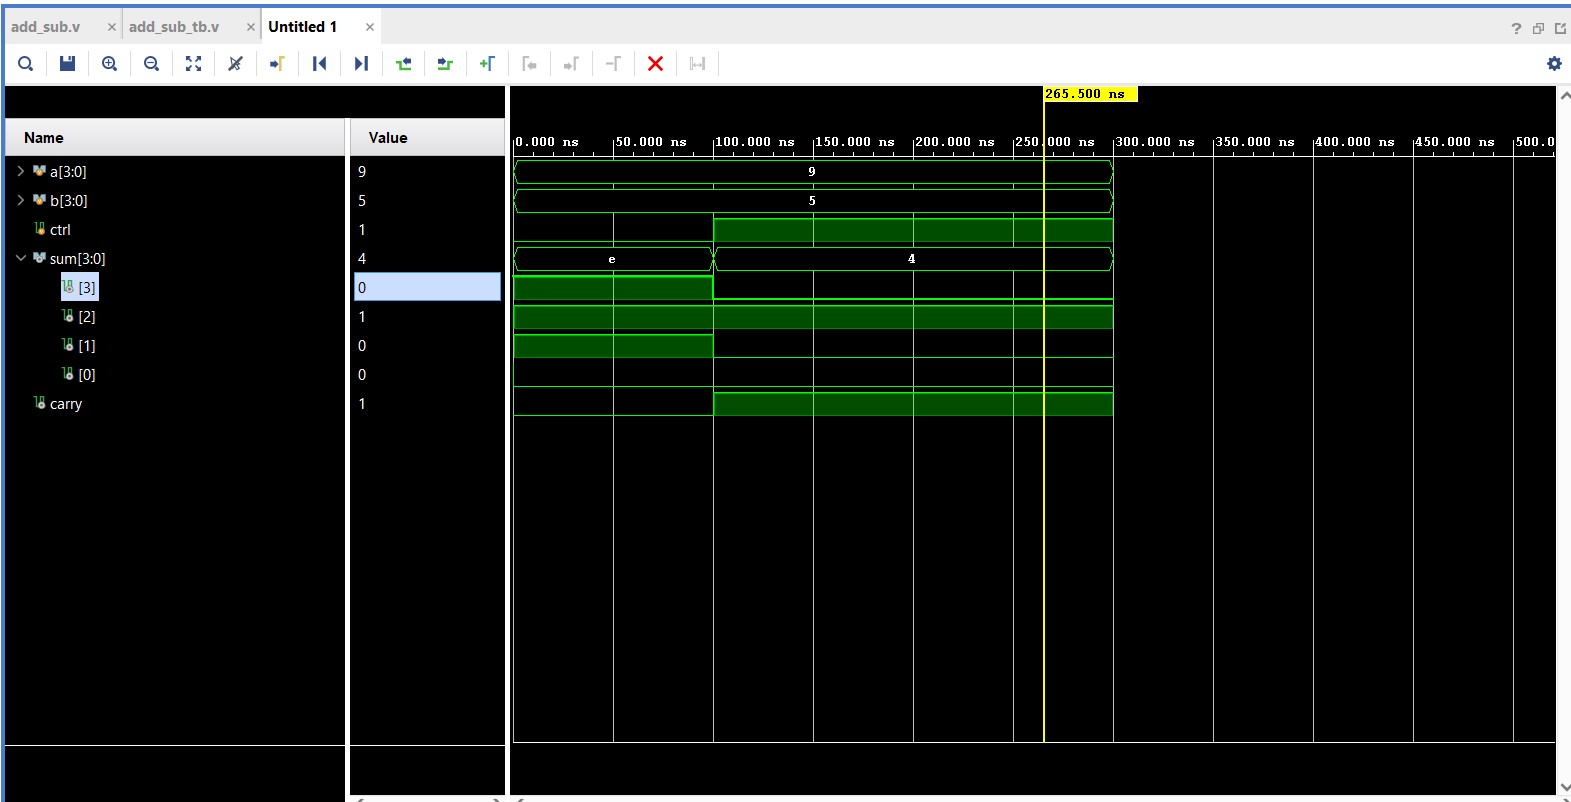 add_sub.v × add_sub_tb.v × Untitled 1 ×
?
265.500 ns
Name Value
0.000 ns 50.000 ns 100.000 ns 150.000 ns 200.000 ns 250.000 ns 300.000 ns 350.000 ns 400.000 ns 450.000 ns 500.0
a[3:0] 9 9
b[3:0] 5 5
ctrl 1
sum[3:0] 4 e 4
[3] 0
[2] 1
[1] 0
[0] 0
carry 1